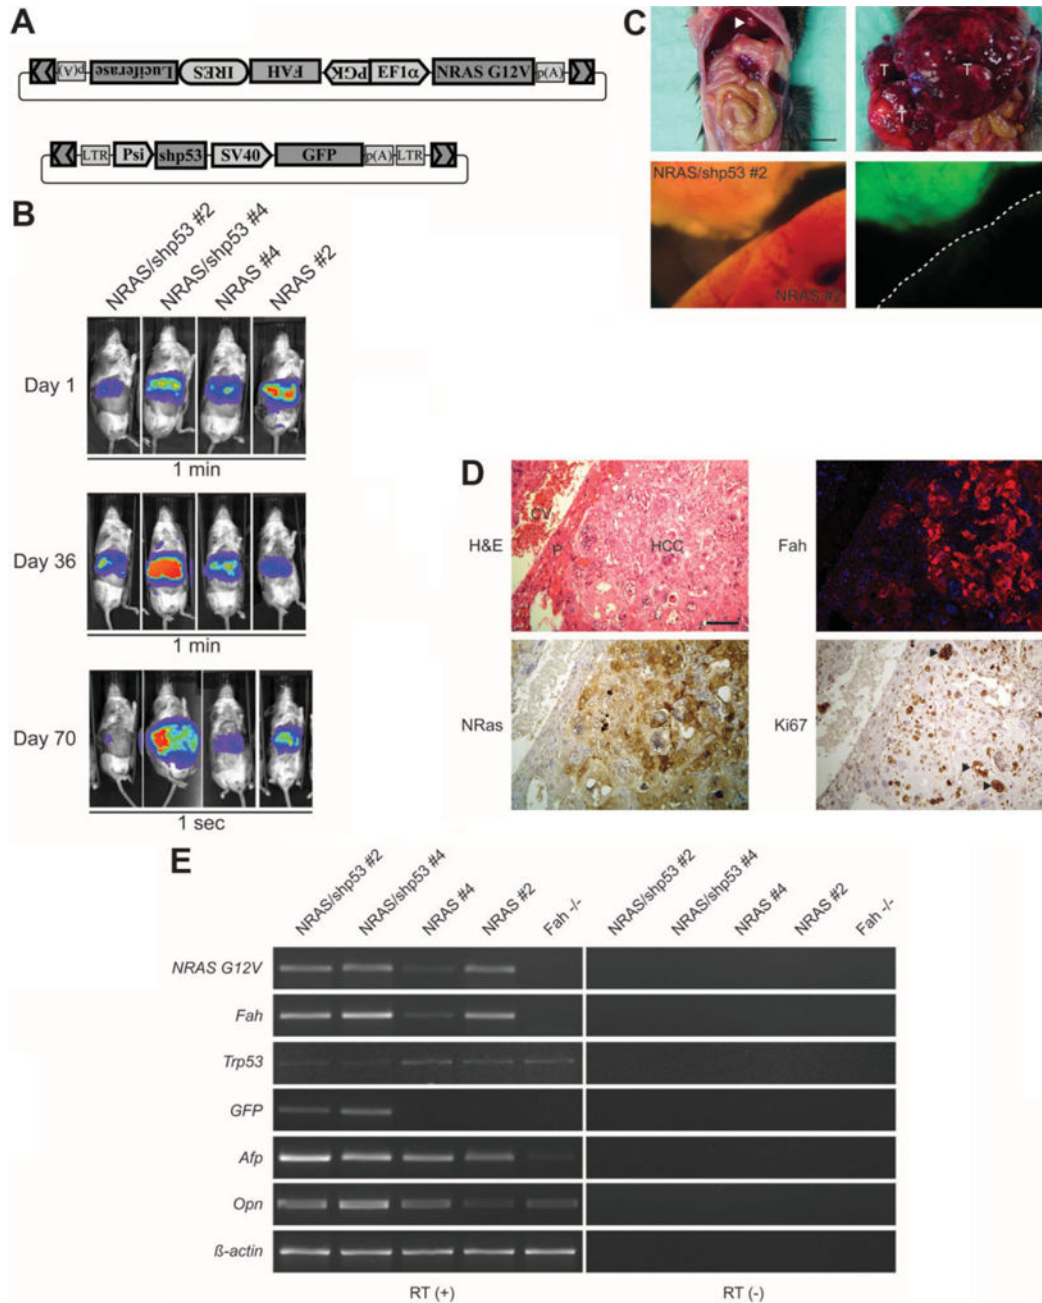 A
p(A)
Luciferase
IRES
FAH
PGK
EF1α
NRAS G12V
p(A)
LTR
Psi
shp53
SV40
GFP
p(A)
LTR
B
NRAS/shp53 #2
NRAS/shp53 #4
NRAS #4
NRAS #2
Day 1
1 min
Day 36
1 min
Day 70
1 sec
C
T
T
T
NRAS/shp53 #2
NRAS #2
D
H&E
CV
P
HCC
Fah
NRas
Ki67
E
NRAS/shp53 #2
NRAS/shp53 #4
NRAS #4
NRAS #2
Fah -/-
NRAS/shp53 #2
NRAS/shp53 #4
NRAS #4
NRAS #2
Fah -/-
NRAS G12V
Fah
Trp53
GFP
Afp
Opn
ß-actin
RT (+)
RT (-)